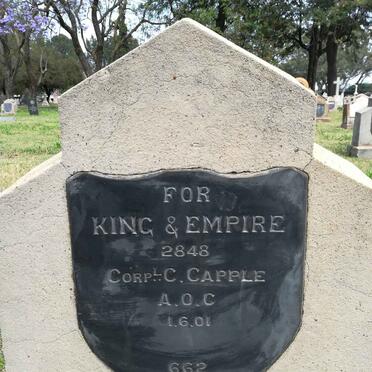 FOR
KING & EMPIRE
2848
CORPL. C. CAPPLE
A.O.C
1.6.01
662